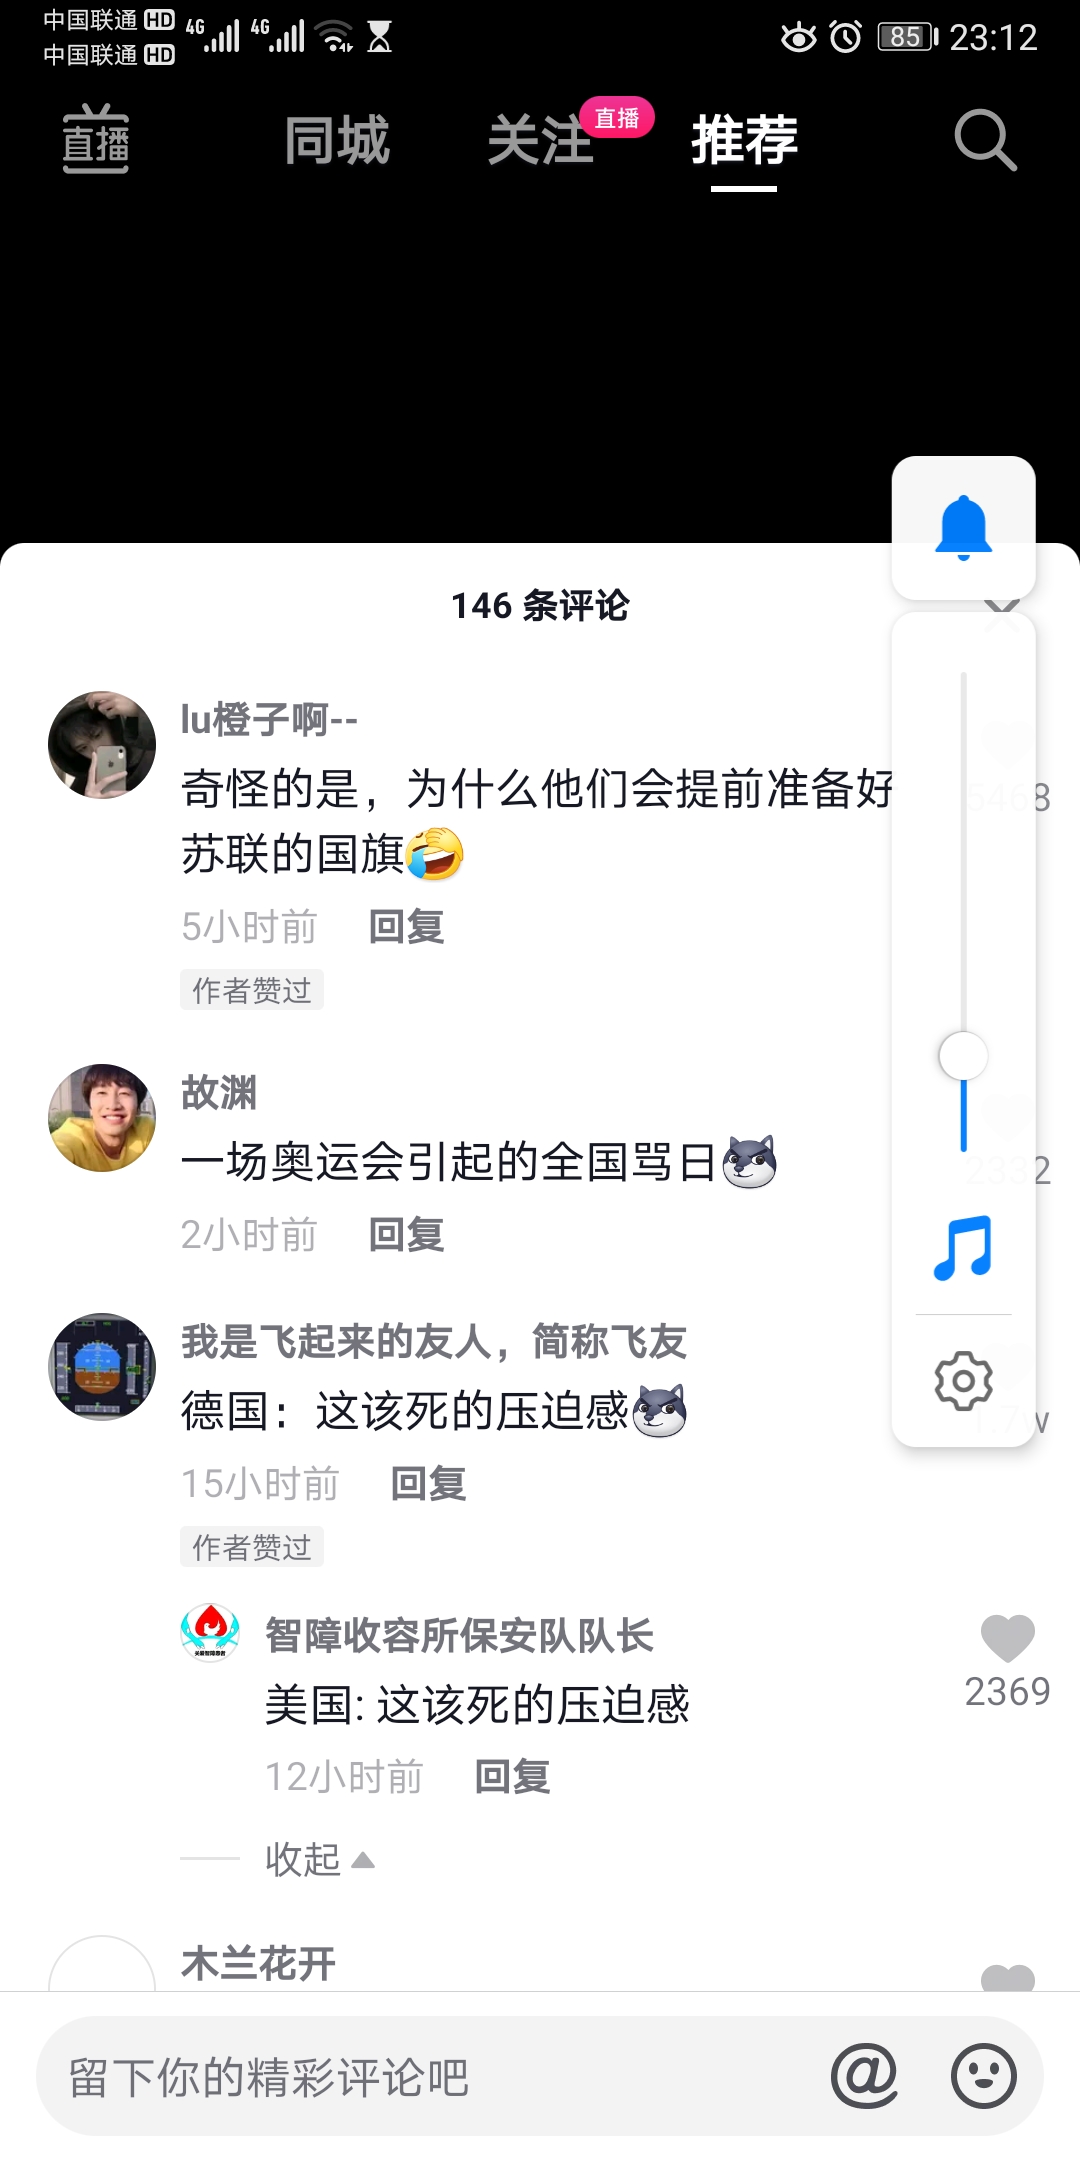 中国联通 HD 4G 4G 85 23:12
中国联通 HD
直播 同城 关注 直播 推荐
146 条评论
lu橙子啊--
奇怪的是，为什么他们会提前准备好
苏联的国旗
5468
5小时前 回复
作者赞过
故渊
一场奥运会引起的全国骂日
2332
2小时前 回复
我是飞起来的友人，简称飞友
德国：这该死的压迫感
1.7w
15小时前 回复
作者赞过
智障收容所保安队队长
美国: 这该死的压迫感
2369
12小时前 回复
收起
木兰花开
留下你的精彩评论吧